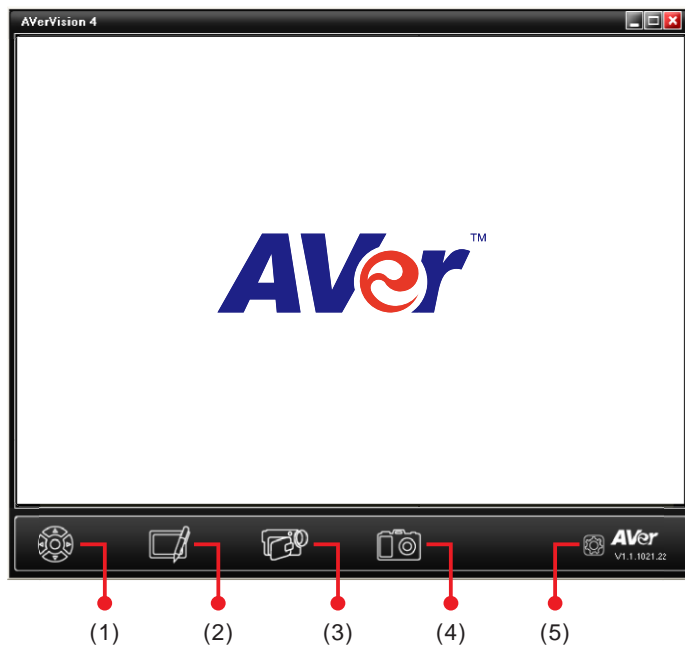 AVerVision 4
AVer™
AVer
V1.1.1021.22
(1) (2) (3) (4) (5)